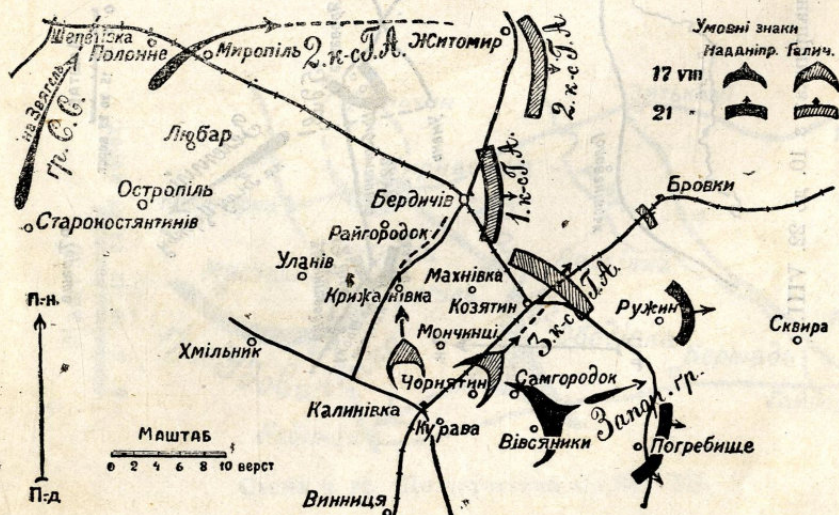 Шепетівка
Полонне
Миропіль
2.к-с Г.А.
Житомир
2.к-с Г.А.
Умовні знаки
Наддніпр. Галич.
17 VIII
21 "
на Звягель
гр. С.С.
Любар
Остропіль
Старокостянтинів
Бердичів
1.к-с Г.А.
Бровки
Райгородок
Уланів
Крижанівка
Махнівка
Козятин
3.к-с Г.А.
Ружин
Сквира
П-н.
Хмільник
Мончинці
Чорнятин
Самгородок
Запр. гр.
Калинівка
Курава
Вівсяники
Погребище
Маштаб
0 2 4 6 8 10 верст
П-д
Винниця